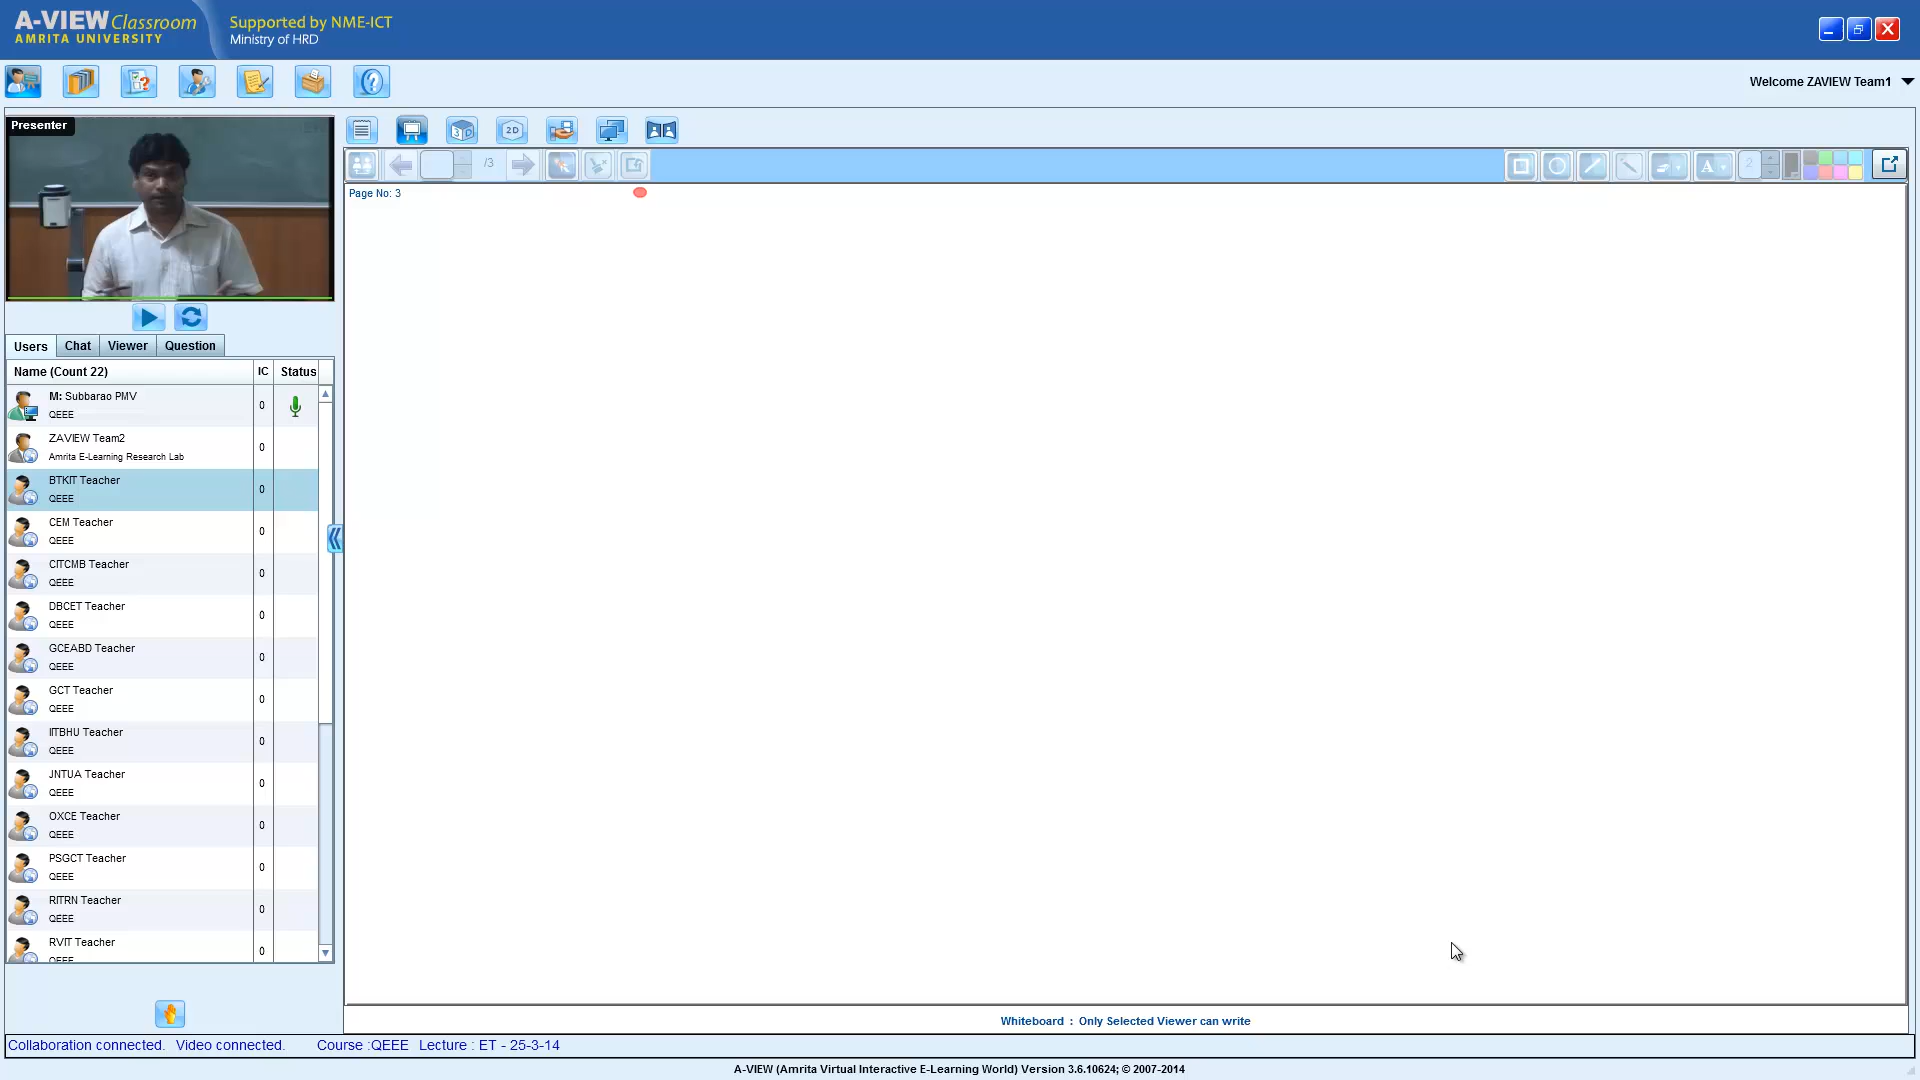 A-VIEW Classroom
AMRITA UNIVERSITY
Supported by NME-ICT
Ministry of HRD
Welcome ZAVIEW Team1
Presenter
3D
2D
/3
A
2
Page No: 3
Users
Chat
Viewer
Question
Name (Count 22)
IC
Status
M: Subbarao PMV
QEEE
0
ZAVIEW Team2
Amrita E-Learning Research Lab
0
BTKIT Teacher
QEEE
0
CEM Teacher
QEEE
0
CITCMB Teacher
QEEE
0
DBCET Teacher
QEEE
0
GCEABD Teacher
QEEE
0
GCT Teacher
QEEE
0
IITBHU Teacher
QEEE
0
JNTUA Teacher
QEEE
0
OXCE Teacher
QEEE
0
PSGCT Teacher
QEEE
0
RITRN Teacher
QEEE
0
RVIT Teacher
QEEE
0
Whiteboard : Only Selected Viewer can write
Collaboration connected. Video connected. Course :QEEE Lecture : ET - 25-3-14
A-VIEW (Amrita Virtual Interactive E-Learning World) Version 3.6.10624; © 2007-2014